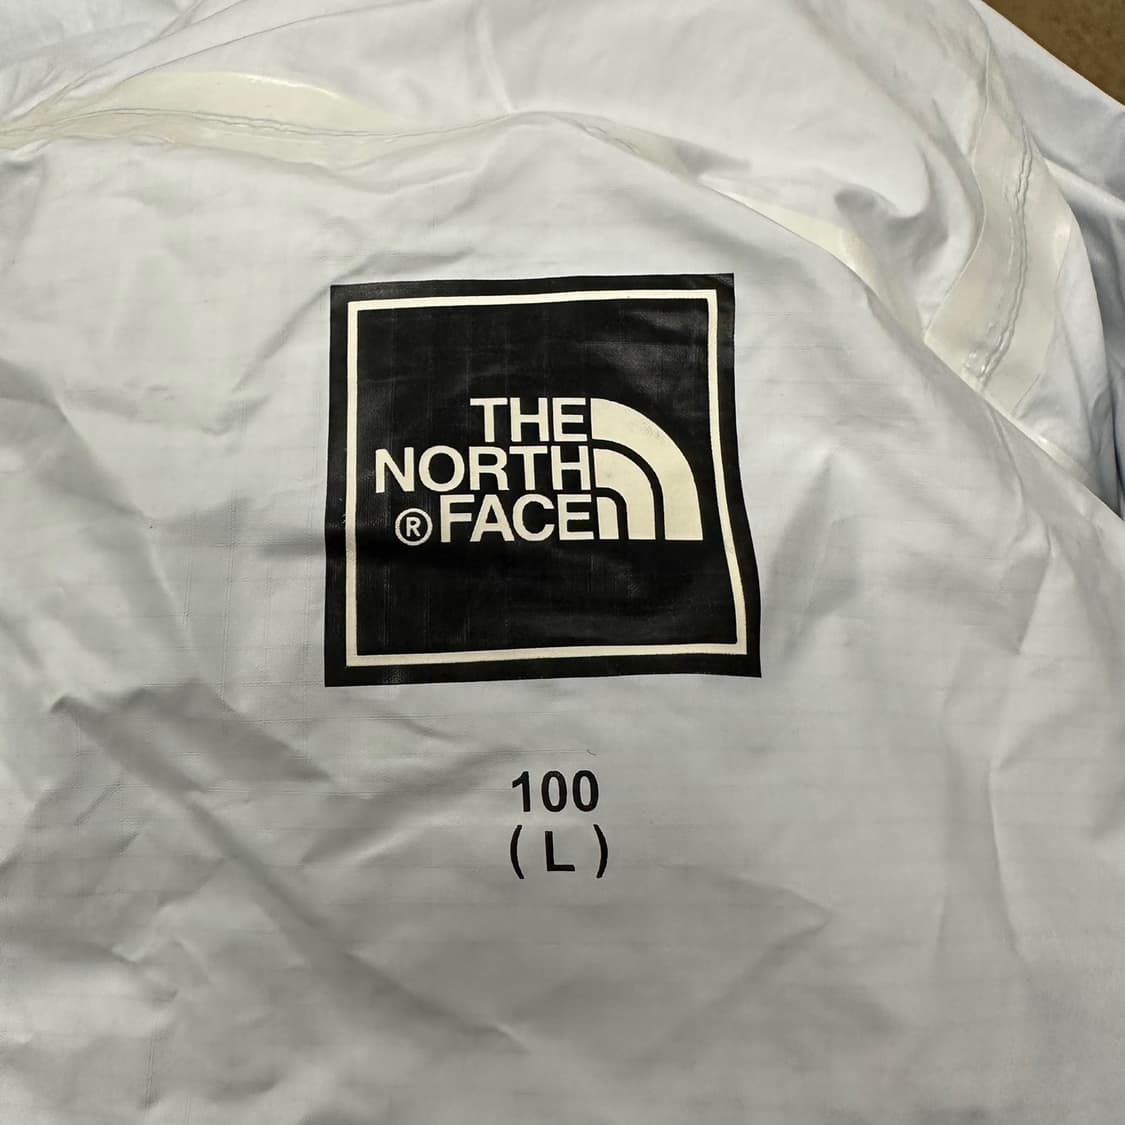 THE
NORTH
® FACE
100
( L )